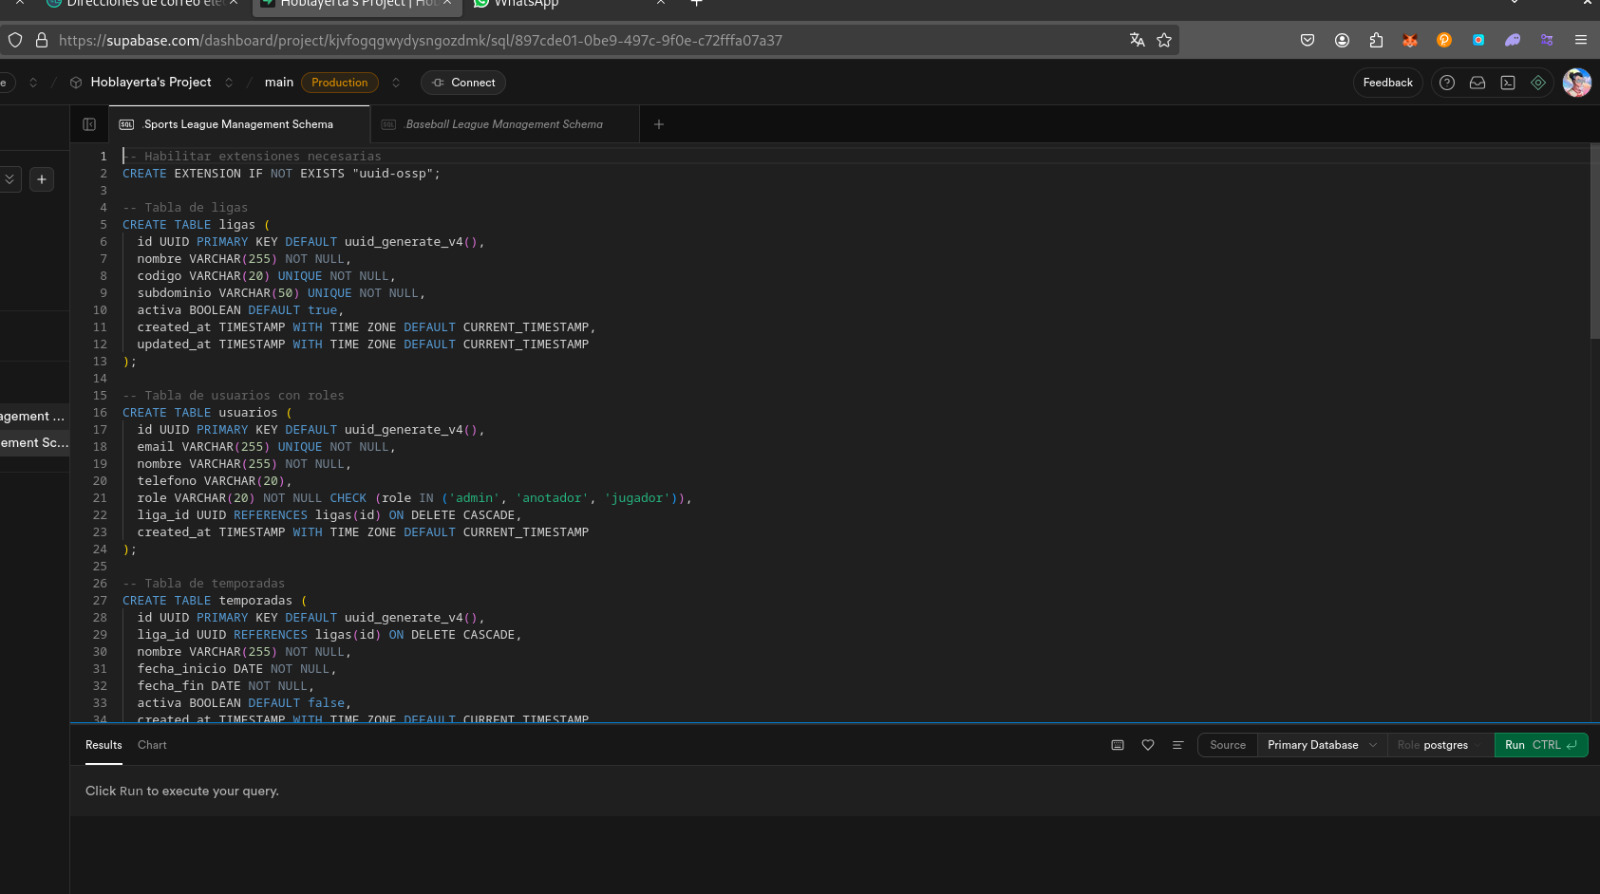 Direcciones de correo ele
Hoblayerta's Project | Hob
WhatsApp
https://supabase.com/dashboard/project/kjvfogqgwydysngozdmk/sql/897cde01-0be9-497c-9f0e-c72fffa07a37
e
Hoblayerta's Project
main
Production
Connect
Feedback
Sports League Management Schema
Baseball League Management Schema
1 -- Habilitar extensiones necesarias
2 CREATE EXTENSION IF NOT EXISTS "uuid-ossp";
3
4 -- Tabla de ligas
5 CREATE TABLE ligas (
6 id UUID PRIMARY KEY DEFAULT uuid_generate_v4(),
7 nombre VARCHAR(255) NOT NULL,
8 codigo VARCHAR(20) UNIQUE NOT NULL,
9 subdominio VARCHAR(50) UNIQUE NOT NULL,
10 activa BOOLEAN DEFAULT true,
11 created_at TIMESTAMP WITH TIME ZONE DEFAULT CURRENT_TIMESTAMP,
12 updated_at TIMESTAMP WITH TIME ZONE DEFAULT CURRENT_TIMESTAMP
13 );
14
15 -- Tabla de usuarios con roles
16 CREATE TABLE usuarios (
17 id UUID PRIMARY KEY DEFAULT uuid_generate_v4(),
18 email VARCHAR(255) UNIQUE NOT NULL,
19 nombre VARCHAR(255) NOT NULL,
20 telefono VARCHAR(20),
21 role VARCHAR(20) NOT NULL CHECK (role IN ('admin', 'anotador', 'jugador')),
22 liga_id UUID REFERENCES ligas(id) ON DELETE CASCADE,
23 created_at TIMESTAMP WITH TIME ZONE DEFAULT CURRENT_TIMESTAMP
24 );
25
26 -- Tabla de temporadas
27 CREATE TABLE temporadas (
28 id UUID PRIMARY KEY DEFAULT uuid_generate_v4(),
29 liga_id UUID REFERENCES ligas(id) ON DELETE CASCADE,
30 nombre VARCHAR(255) NOT NULL,
31 fecha_inicio DATE NOT NULL,
32 fecha_fin DATE NOT NULL,
33 activa BOOLEAN DEFAULT false,
34 created_at TIMESTAMP WITH TIME ZONE DEFAULT CURRENT_TIMESTAMP
agement ...
ement Sc...
Results
Chart
Source
Primary Database
Role postgres
Run CTRL
Click Run to execute your query.